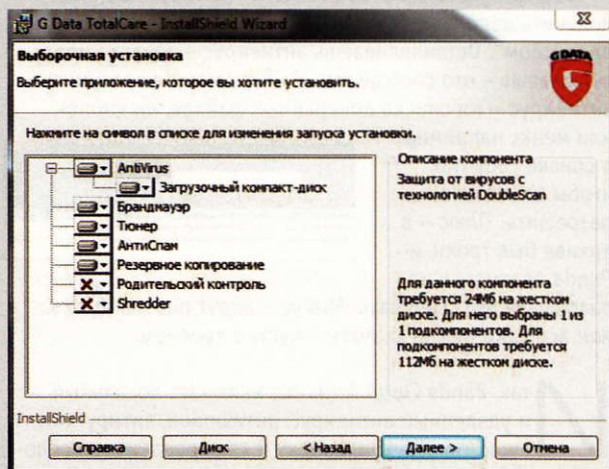 G Data TotalCare - InstallShield Wizard
Выборочная установка
Выберите приложение, которое вы хотите установить.
G DATA
Нажмите на символ в списке для изменения запуска установки.
AntiVirus
Загрузочный компакт-диск
Брандмауэр
Тюнер
АнтиСпам
Резервное копирование
Родительский контроль
Shredder
Описание компонента
Защита от вирусов с
технологией DoubleScan
Для данного компонента
требуется 24Мб на жестком
диске. Для него выбраны 1 из
1 подкомпонентов. Для
подкомпонентов требуется
112Мб на жестком диске.
InstallShield
Справка
Диск
< Назад
Далее >
Отмена